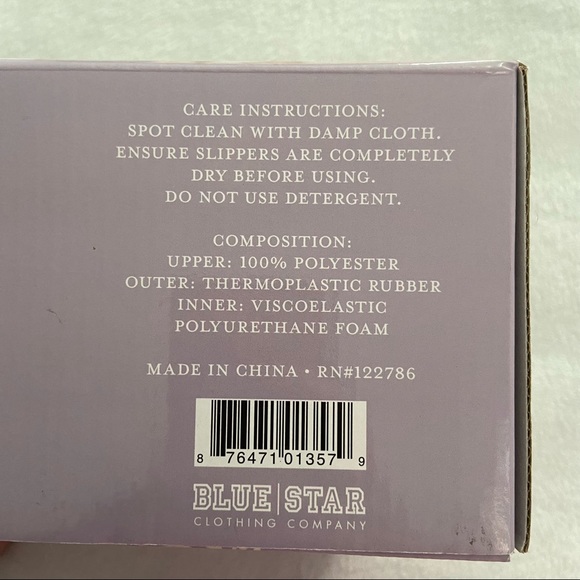 CARE INSTRUCTIONS:
SPOT CLEAN WITH DAMP CLOTH.
ENSURE SLIPPERS ARE COMPLETELY
DRY BEFORE USING.
DO NOT USE DETERGENT.
COMPOSITION:
UPPER: 100% POLYESTER
OUTER: THERMOPLASTIC RUBBER
INNER: VISCOELASTIC
POLYURETHANE FOAM
MADE IN CHINA • RN#122786
8 76471 01357 9
BLUE|STAR
CLOTHING COMPANY